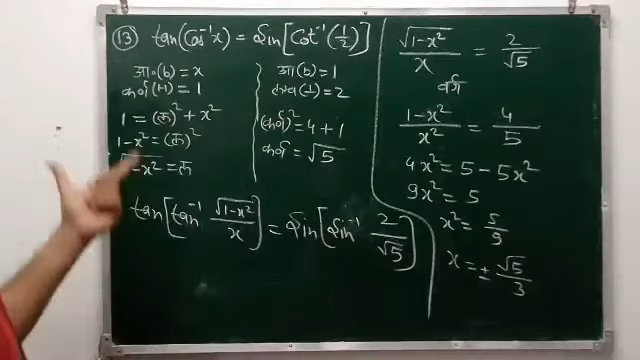 (13) tan(Cos⁻¹x) = Sin[Cot⁻¹(1/2)]
आ॰(b) = x
कर्ण(H) = 1
1 = (ल)² + x²
1-x² = (ल)²
-x² = ल
आ(b) = 1
लम्ब(⊥) = 2
(कर्ण)² = 4 + 1
कर्ण = √5
tan[tan⁻¹ √(1-x²)/x] = Sin[Sin⁻¹ 2/√5]
√(1-x²)/x = 2/√5
वर्ग
(1-x²)/x² = 4/5
4x² = 5 - 5x²
9x² = 5
x² = 5/9
x = ± √5/3